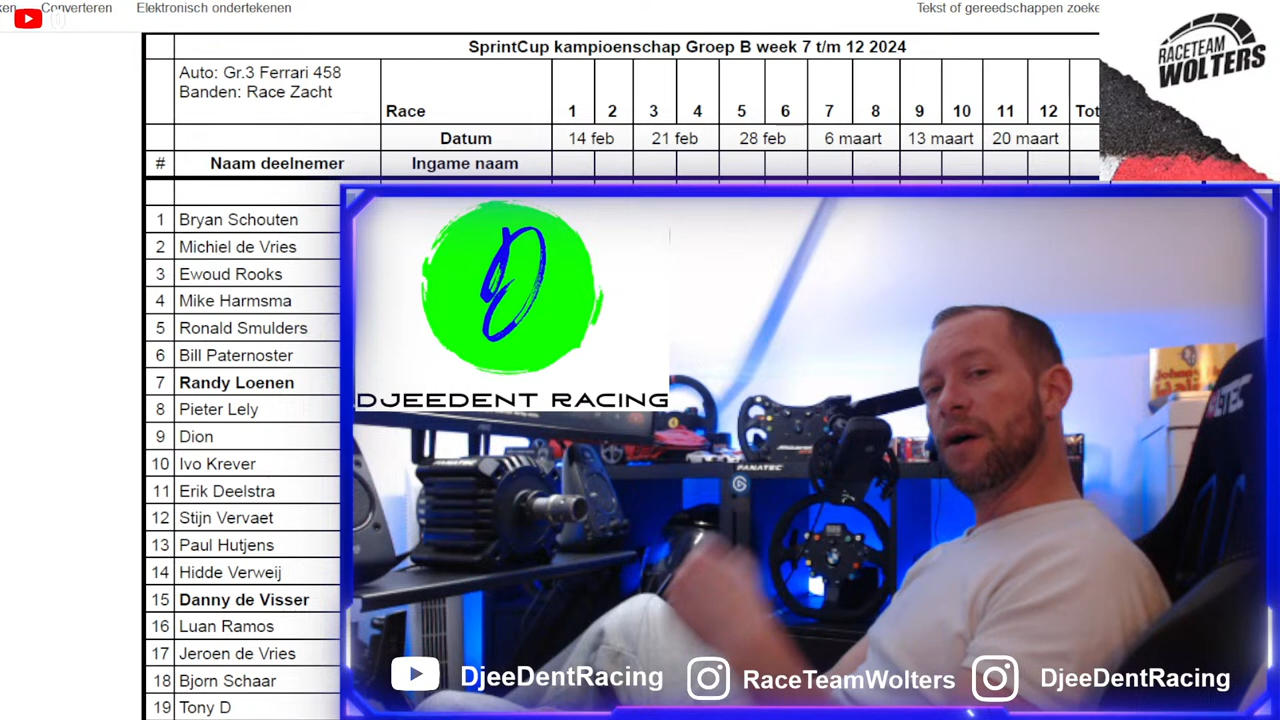 Converteren
Elektronisch ondertekenen
Tekst of gereedschappen zoeke
RACETEAM
WOLTERS
SprintCup kampioenschap Groep B week 7 t/m 12 2024
Auto: Gr.3 Ferrari 458
Banden: Race Zacht
Race 1 2 3 4 5 6 7 8 9 10 11 12 Tot
Datum 14 feb 21 feb 28 feb 6 maart 13 maart 20 maart
# Naam deelnemer Ingame naam
1 Bryan Schouten
2 Michiel de Vries
3 Ewoud Rooks
4 Mike Harmsma
5 Ronald Smulders
6 Bill Paternoster
7 Randy Loenen
8 Pieter Lely
9 Dion
10 Ivo Krever
11 Erik Deelstra
12 Stijn Vervaet
13 Paul Hutjens
14 Hidde Verweij
15 Danny de Visser
16 Luan Ramos
17 Jeroen de Vries
18 Bjorn Schaar
19 Tony D
D
DJEEDENT RACING
FANATEC
FANATEC
DjeeDentRacing
RaceTeamWolters
DjeeDentRacing